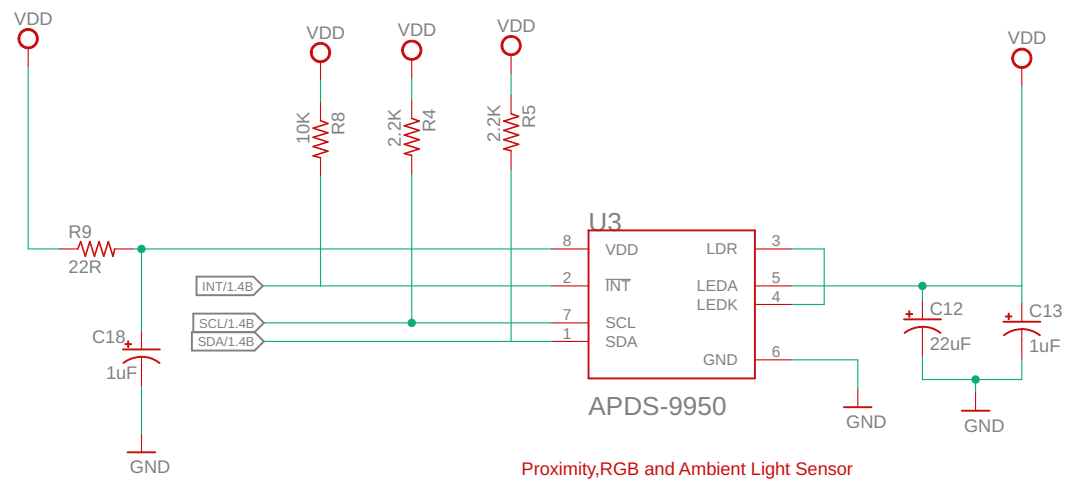 VDD
VDD
VDD
VDD
VDD
10K
R8
2.2K
R4
2.2K
R5
R9
22R
U3
8
VDD
LDR
3
INT/1.4B
2
INT
LEDA
5
LEDK
4
SCL/1.4B
7
SCL
SDA/1.4B
1
SDA
GND
6
C18
1uF
C12
22uF
C13
1uF
APDS-9950
GND
GND
GND
Proximity,RGB and Ambient Light Sensor